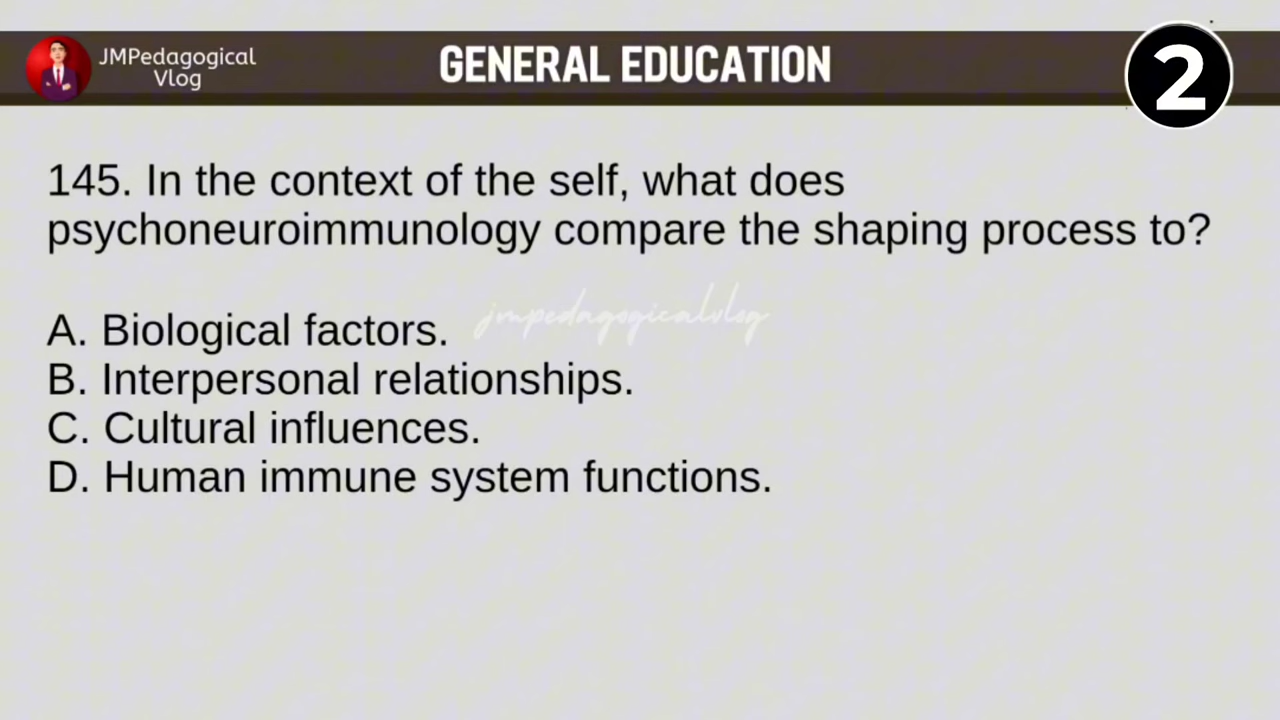 JMPedagogical
Vlog
GENERAL EDUCATION
2
145. In the context of the self, what does
psychoneuroimmunology compare the shaping process to?
jmpedagogicalvlog
A. Biological factors.
B. Interpersonal relationships.
C. Cultural influences.
D. Human immune system functions.